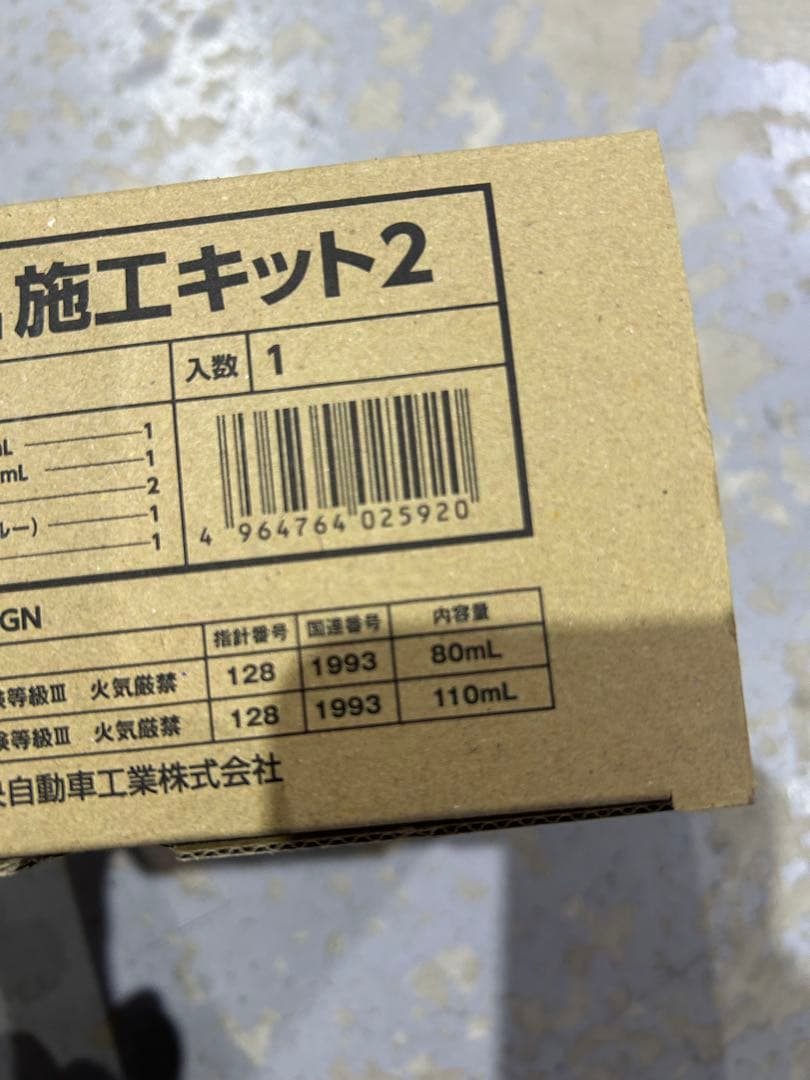 施工キット2
入数 1
mL 1
mL 1
2
ルー) 1
1
4 964764 025920
GN
指針番号 国連番号 内容量
険等級Ⅲ 火気厳禁 128 1993 80mL
険等級Ⅲ 火気厳禁 128 1993 110mL
央自動車工業株式会社